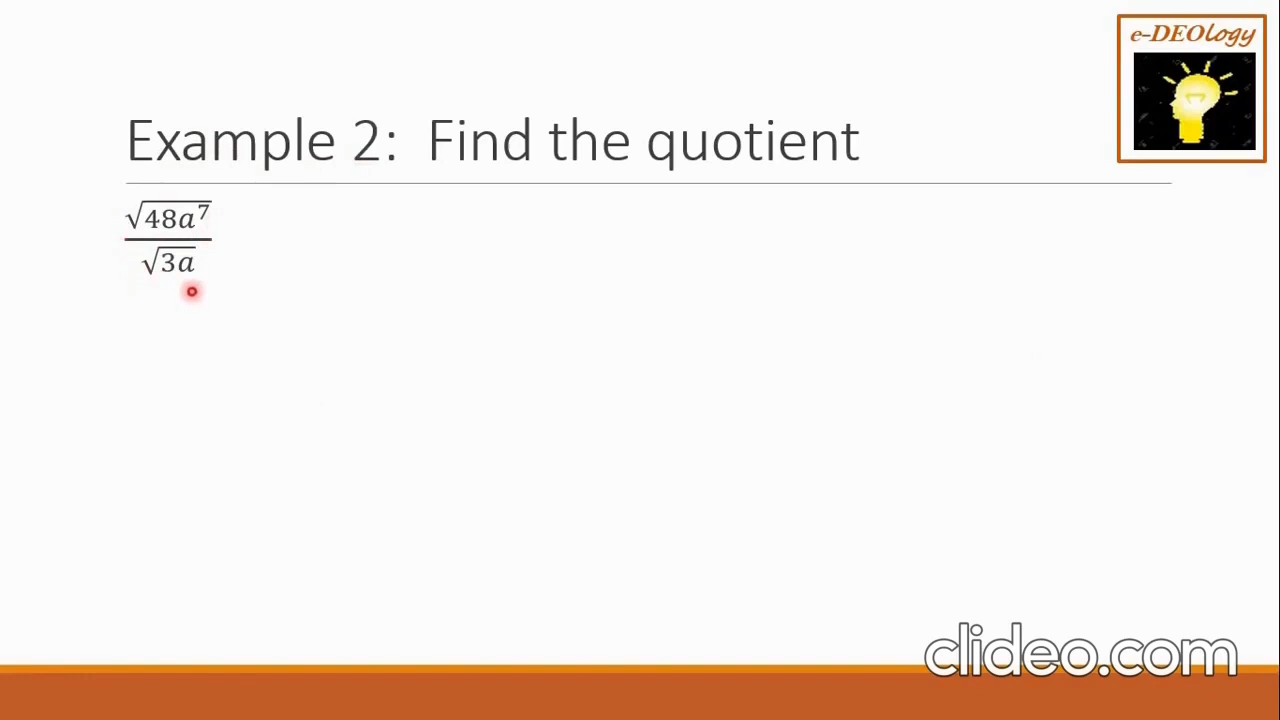 e-DEOlogy
Example 2: Find the quotient
√48a⁷
√3a
clideo.com